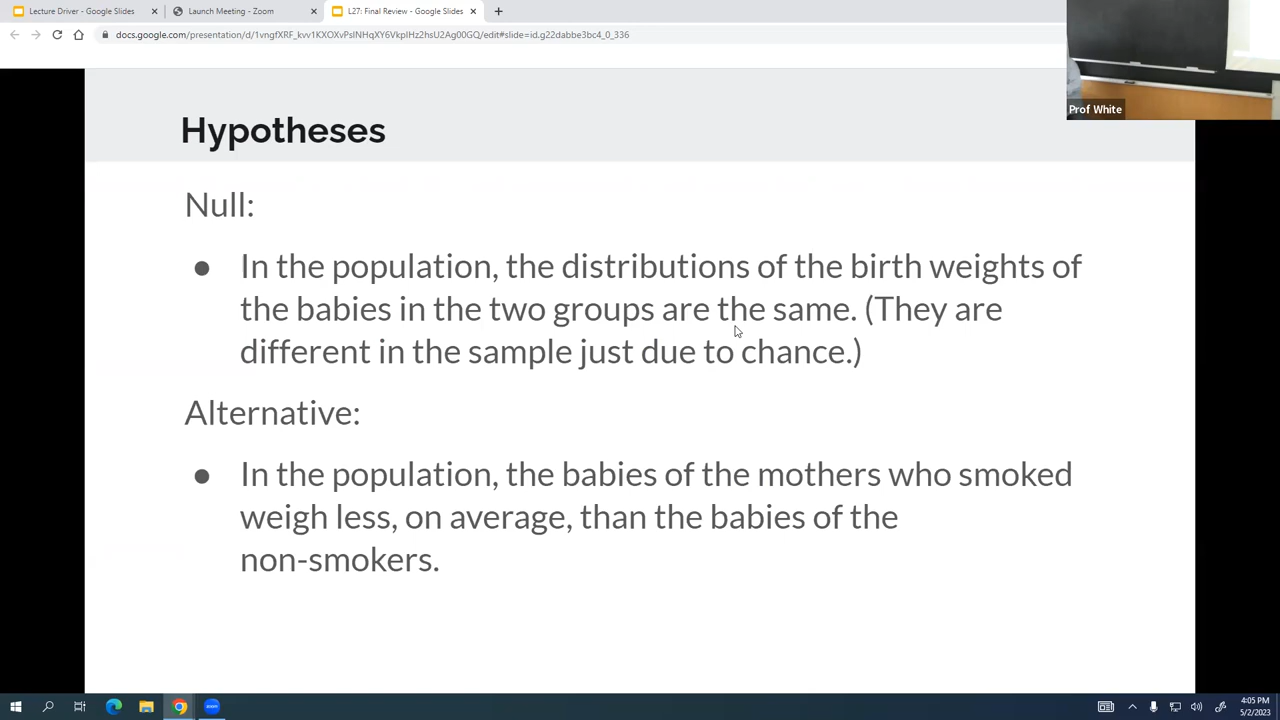 Lecture Driver - Google Slides
Launch Meeting - Zoom
L27: Final Review - Google Slides
Prof White
Hypotheses
Null:
● In the population, the distributions of the birth weights of
the babies in the two groups are the same. (They are
different in the sample just due to chance.)
Alternative:
● In the population, the babies of the mothers who smoked
weigh less, on average, than the babies of the
non-smokers.
zoom
4:05 PM
5/2/2023